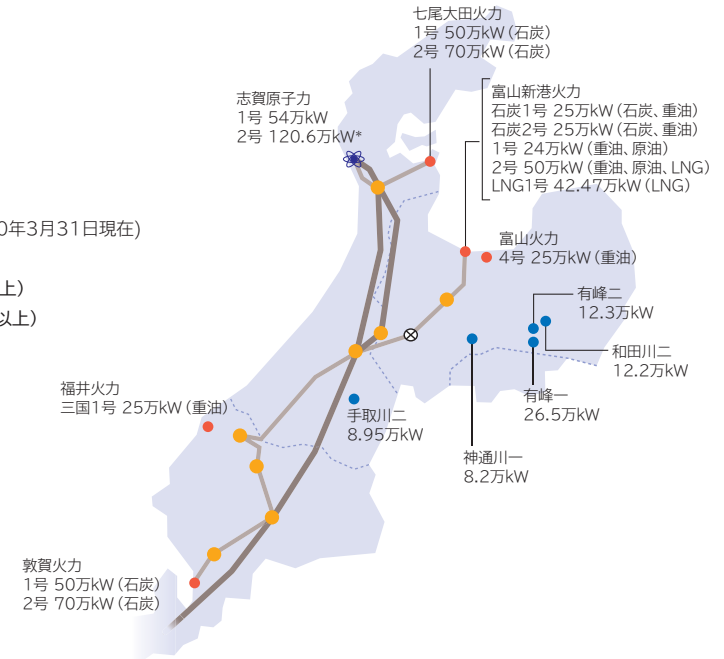 七尾大田火力
1号 50万kW（石炭）
2号 70万kW（石炭）
志賀原子力
1号 54万kW
2号 120.6万kW*
富山新港火力
石炭1号 25万kW（石炭、重油）
石炭2号 25万kW（石炭、重油）
1号 24万kW（重油、原油）
2号 50万kW（重油、原油、LNG）
LNG1号 42.47万kW（LNG）
0年3月31日現在)
上）
以上）
富山火力
4号 25万kW（重油）
有峰二
12.3万kW
和田川二
12.2万kW
有峰一
26.5万kW
福井火力
三国1号 25万kW（重油）
手取川二
8.95万kW
神通川一
8.2万kW
敦賀火力
1号 50万kW（石炭）
2号 70万kW（石炭）